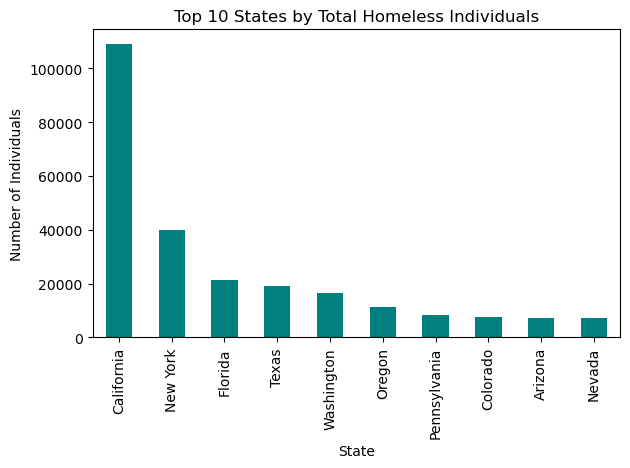 Top 10 States by Total Homeless Individuals
Number of Individuals
100000
80000
60000
40000
20000
0
California
New York
Florida
Texas
Washington
Oregon
Pennsylvania
Colorado
Arizona
Nevada
State